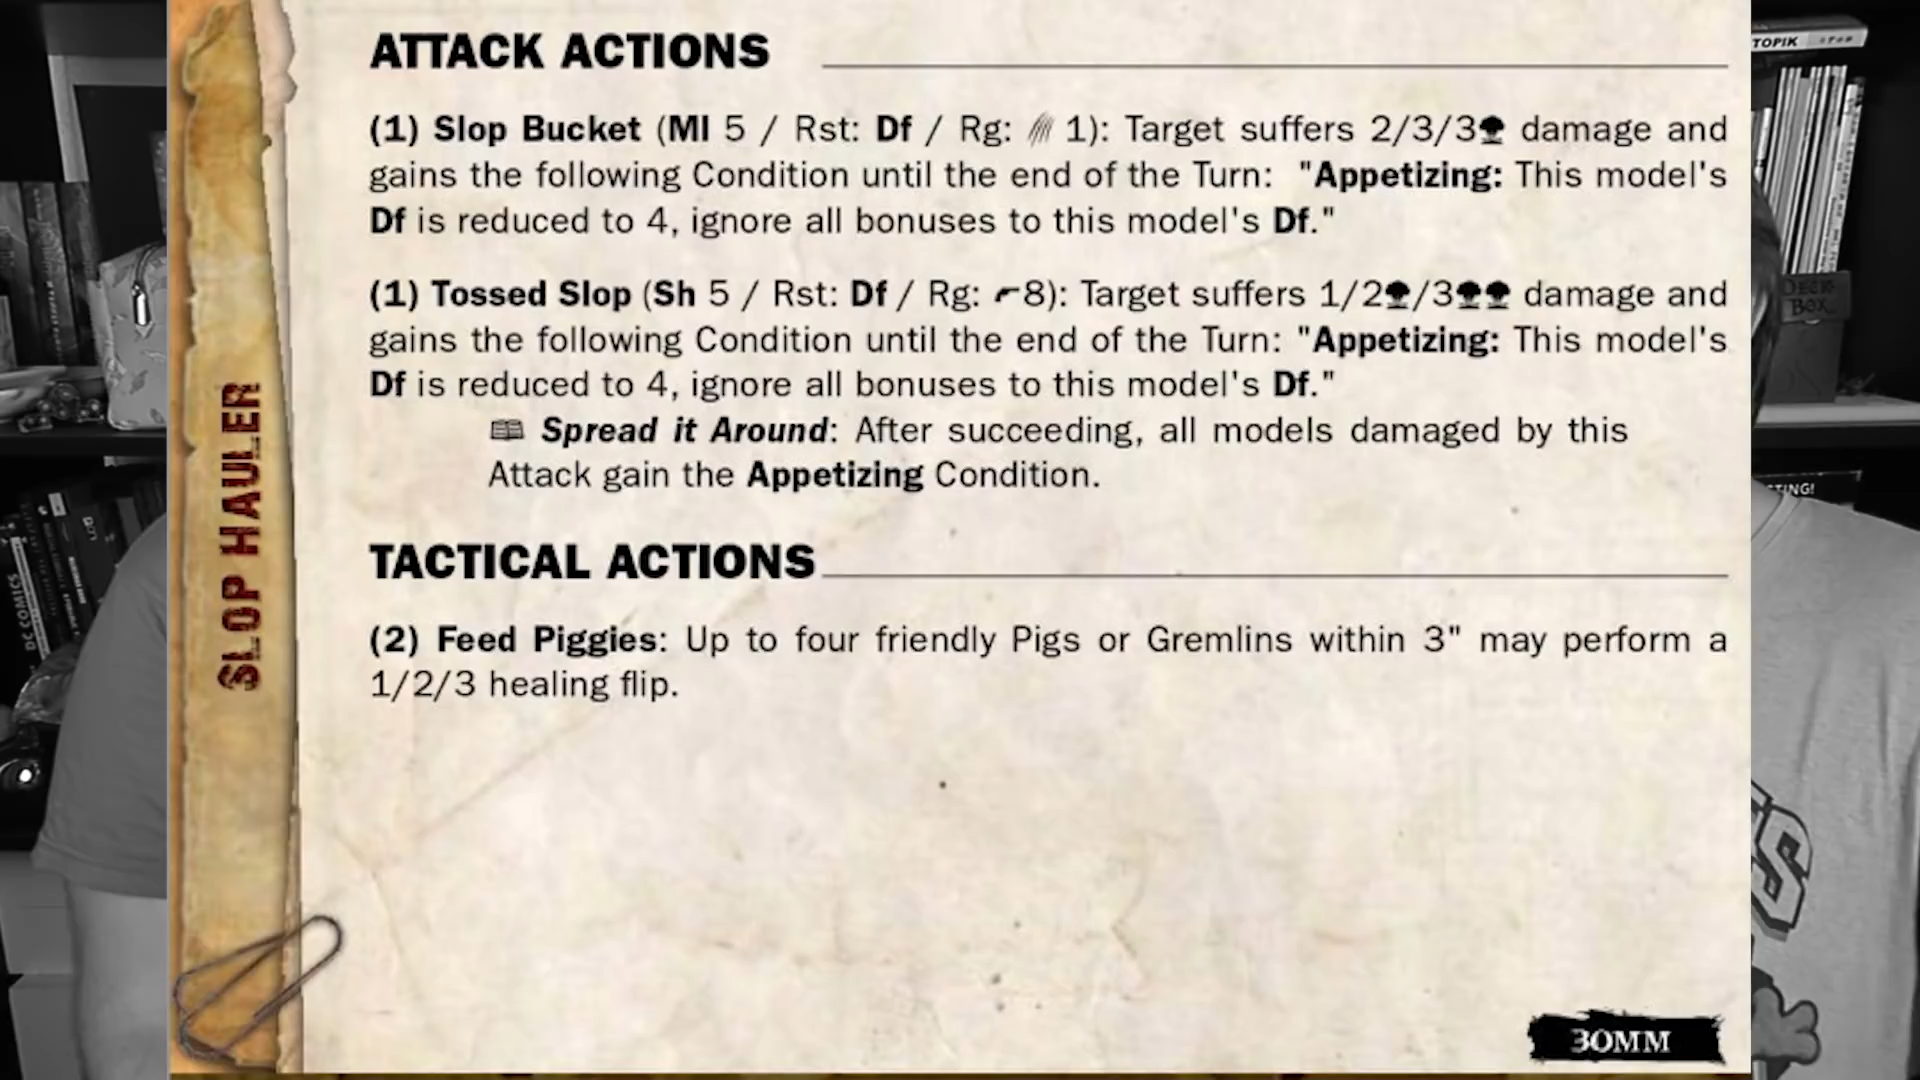 ATTACK ACTIONS
(1) Slop Bucket (Ml 5 / Rst: Df / Rg: 1): Target suffers 2/3/3 damage and
gains the following Condition until the end of the Turn: "Appetizing: This model's
Df is reduced to 4, ignore all bonuses to this model's Df."
(1) Tossed Slop (Sh 5 / Rst: Df / Rg: 8): Target suffers 1/2/3 damage and
gains the following Condition until the end of the Turn: "Appetizing: This model's
Df is reduced to 4, ignore all bonuses to this model's Df."
Spread it Around: After succeeding, all models damaged by this
Attack gain the Appetizing Condition.
TACTICAL ACTIONS
(2) Feed Piggies: Up to four friendly Pigs or Gremlins within 3" may perform a
1/2/3 healing flip.
SLOP HAULER
30MM
DC COMICS
TOPIK
BOX